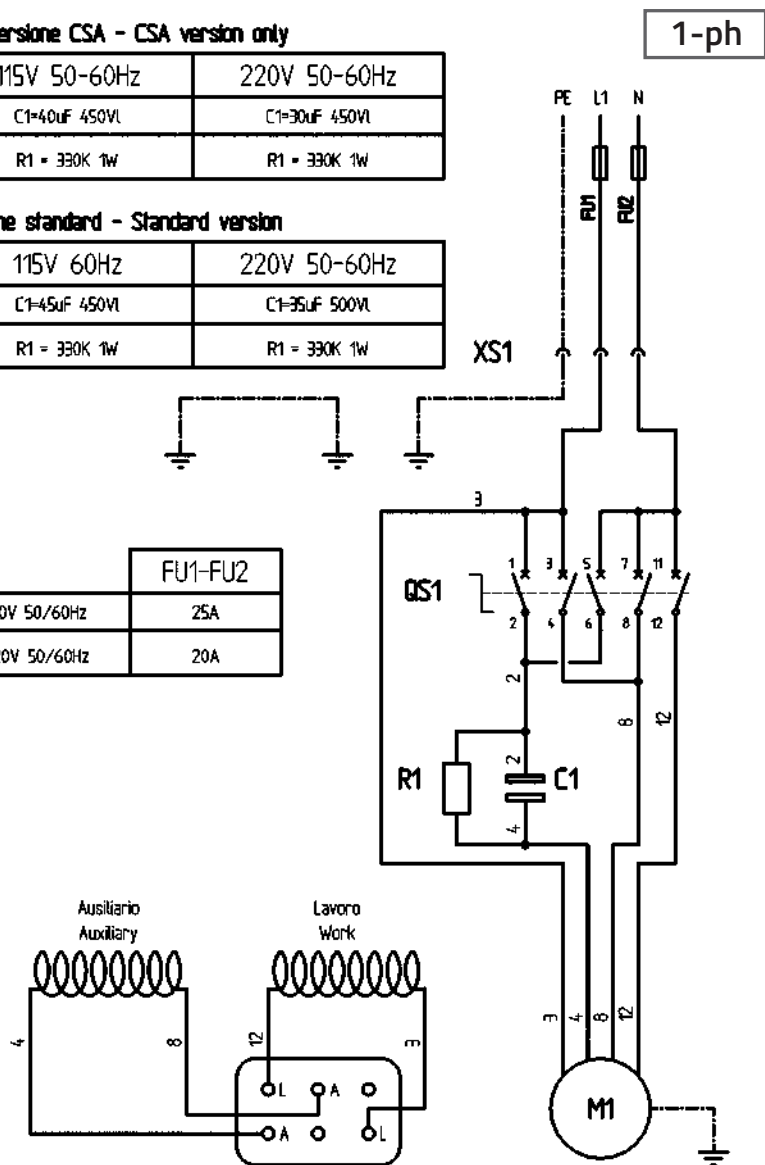 ersione CSA - CSA version only
1-ph
115V 50-60Hz 220V 50-60Hz
C1=40uF 450Vl C1=30uF 450Vl
R1 = 330K 1W R1 = 330K 1W
ne standard - Standard version
115V 60Hz 220V 50-60Hz
C1=45uF 450Vl C1=35uF 500Vl
R1 = 330K 1W R1 = 330K 1W
PE L1 N
FU1 FU2
XS1
3
FU1-FU2
0V 50/60Hz 25A
0V 50/60Hz 20A
QS1
1 3 5 7 11
2 4 6 8 12
2 8 12
R1 2 C1
4
Ausiliario
Auxiliary
Lavoro
Work
4 8 12 3
L A
A L
3 4 8 12
M1